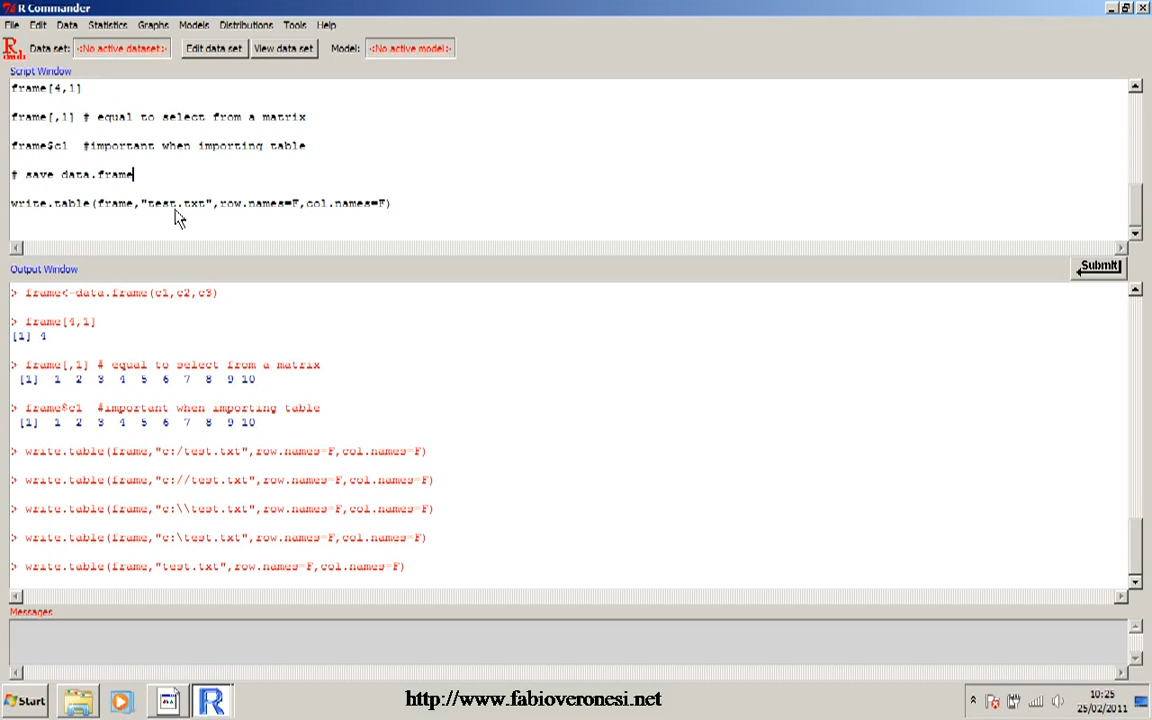 R Commander
File Edit Data Statistics Graphs Models Distributions Tools Help
R cmdr Data set: <No active dataset> Edit data set View data set Model: <No active model>
Script Window
frame[4,1]
frame[,1] # equal to select from a matrix
frame$c1  #important when importing table
# save data.frame
write.table(frame,"test.txt",row.names=F,col.names=F)
Output Window
Submit
> frame<-data.frame(c1,c2,c3)
> frame[4,1]
[1] 4
> frame[,1] # equal to select from a matrix
[1]  1  2  3  4  5  6  7  8  9 10
> frame$c1  #important when importing table
[1]  1  2  3  4  5  6  7  8  9 10
> write.table(frame,"c:/test.txt",row.names=F,col.names=F)
> write.table(frame,"c://test.txt",row.names=F,col.names=F)
> write.table(frame,"c:\\test.txt",row.names=F,col.names=F)
> write.table(frame,"c:\test.txt",row.names=F,col.names=F)
> write.table(frame,"test.txt",row.names=F,col.names=F)
Messages
Start
R
http://www.fabioveronesi.net
10:25
25/02/2011